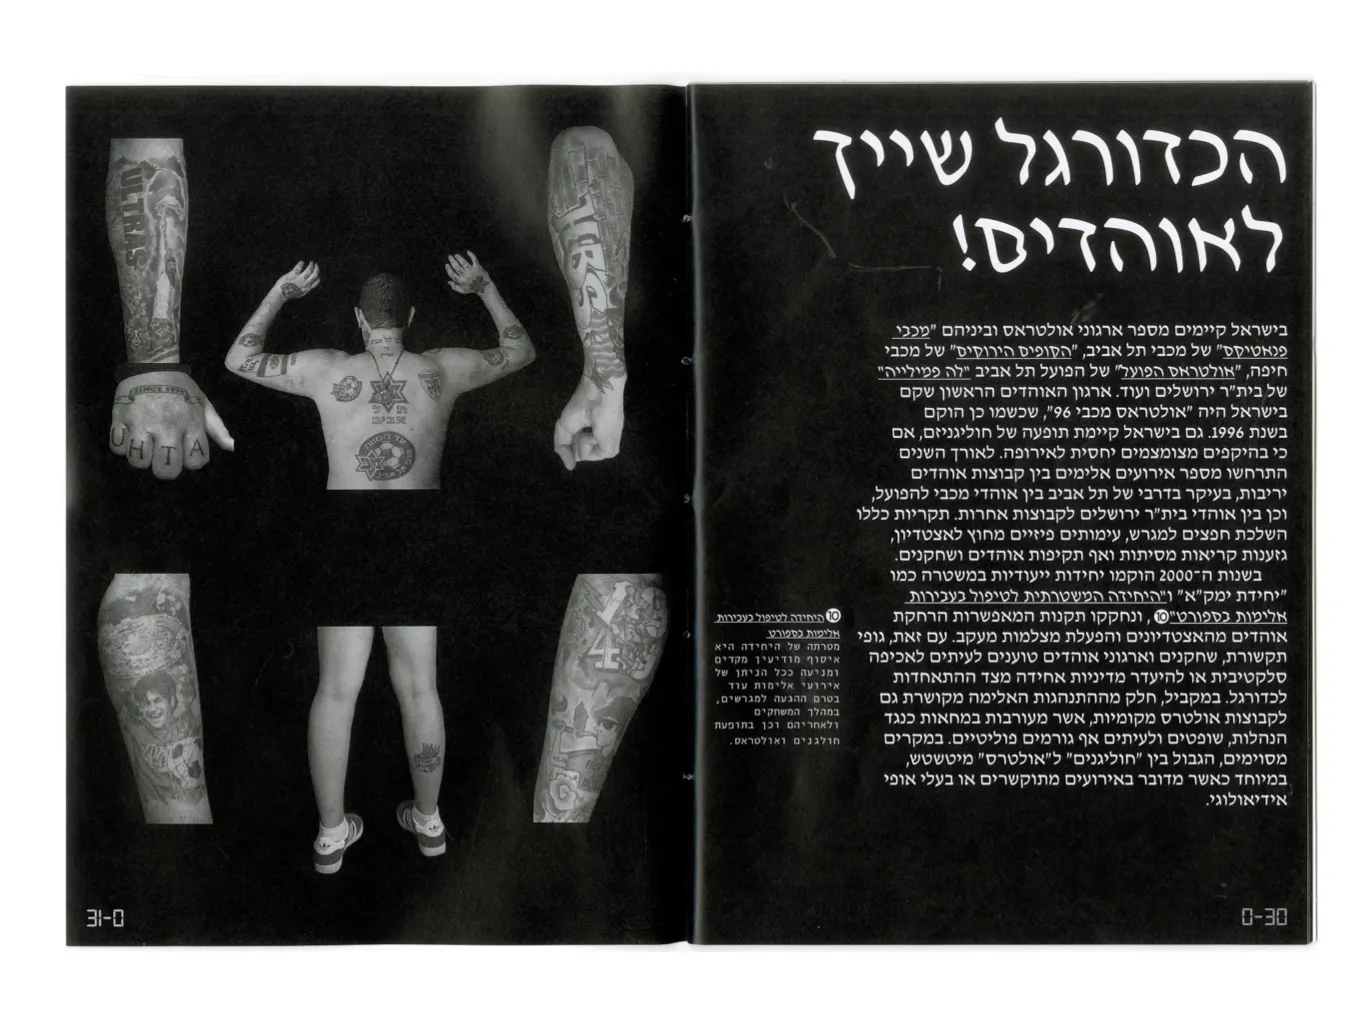 הכדורגל שייך
לאוהדים!
בישראל קיימים מספר ארגוני אולטראס וביניהם "מכבי
פנאטיקס" של מכבי תל אביב, "הקופים הירוקים" של מכבי
חיפה, "אולטראס הפועל" של הפועל תל אביב "לה פמילייה"
של בית"ר ירושלים ועוד. ארגון האוהדים הראשון שקם
בישראל היה "אולטראס מכבי 96", שכשמו כן הוקם
בשנת 1996. גם בישראל קיימת תופעה של חוליגניזם, אם
כי בהיקפים מצומצמים יחסית לאירופה. לאורך השנים
התרחשו מספר אירועים אלימים בין קבוצות אוהדים
יריבות, בעיקר בדרבי של תל אביב בין אוהדי מכבי להפועל,
וכן בין אוהדי בית"ר ירושלים לקבוצות אחרות. תקריות כללו
השלכת חפצים למגרש, עימותים פיזיים מחוץ לאצטדיון,
גזענות קריאות מסיתות ואף תקיפות אוהדים ושחקנים.
בשנות ה־2000 הוקמו יחידות ייעודיות במשטרה כמו
"יחידת ימק"א" ו"היחידה המשטרתית לטיפול בעבירות
אלימות בספורט" 10, ונחקקו תקנות המאפשרות הרחקת
אוהדים מהאצטדיונים והפעלת מצלמות מעקב. עם זאת, גופי
תקשורת, שחקנים וארגוני אוהדים טוענים לעיתים לאכיפה
סלקטיבית או להיעדר מדיניות אחידה מצד ההתאחדות
לכדורגל. במקביל, חלק מההתנהגות האלימה מקושרת גם
לקבוצות אולטרס מקומיות, אשר מעורבות במחאות כנגד
הנהלות, שופטים ולעיתים אף גורמים פוליטיים. במקרים
מסוימים, הגבול בין "חוליגנים" ל"אולטרס" מיטשטש,
במיוחד כאשר מדובר באירועים מתוקשרים או בעלי אופי
אידיאולוגי.
10 היחידה לטיפול בעבירות
אלימות בספורט
מטרתה של היחידה היא
איסוף מודיעין מקדים
ומניעה ככל הניתן של
אירועי אלימות עוד
בטרם ההגעה למגרשים,
במהלך המשחקים
ולאחריהם וכן בתופעת
חולגנים ואולטראס.
0-30
ULTRAS
SINCE 1996
UHTA
תל
אביב
31-0